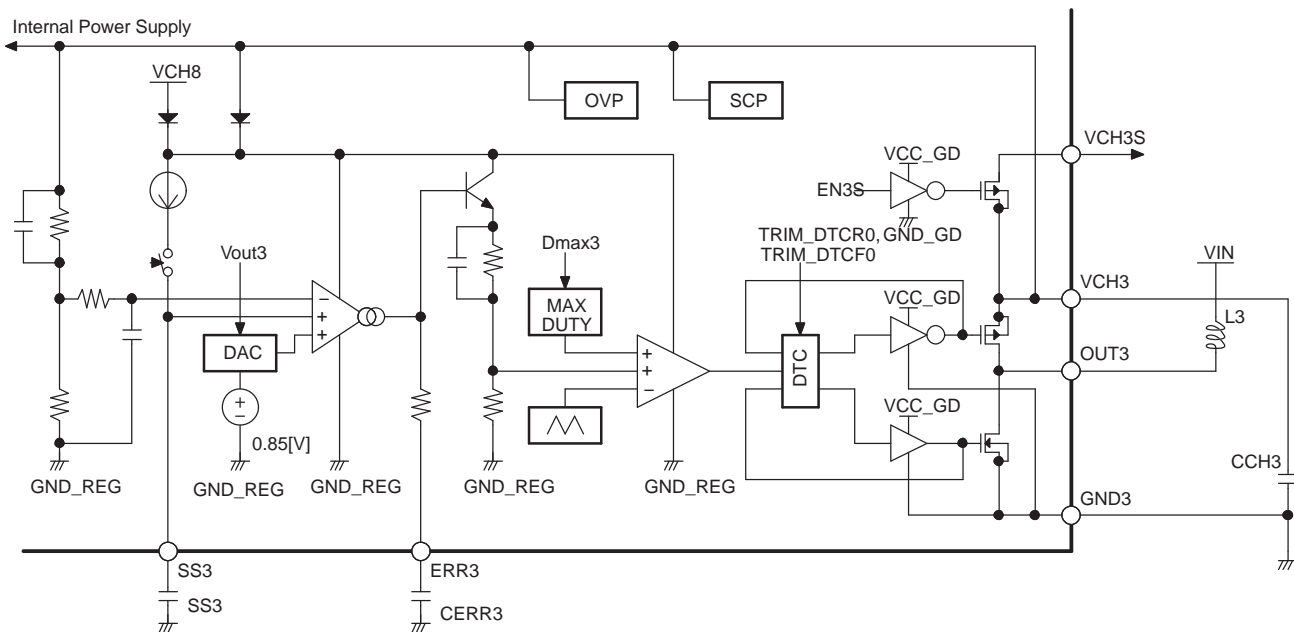 Internal Power Supply
VCH8
OVP
SCP
VCH3S
VCC_GD
EN3S
Vout3
Dmax3
TRIM_DTCR0, GND_GD
TRIM_DTCF0
VIN
VCH3
MAX
DUTY
VCC_GD
L3
DAC
DTC
OUT3
VCC_GD
0.85[V]
CCH3
GND_REG
GND_REG
GND_REG
GND_REG
GND_REG
GND3
SS3
ERR3
SS3
CERR3